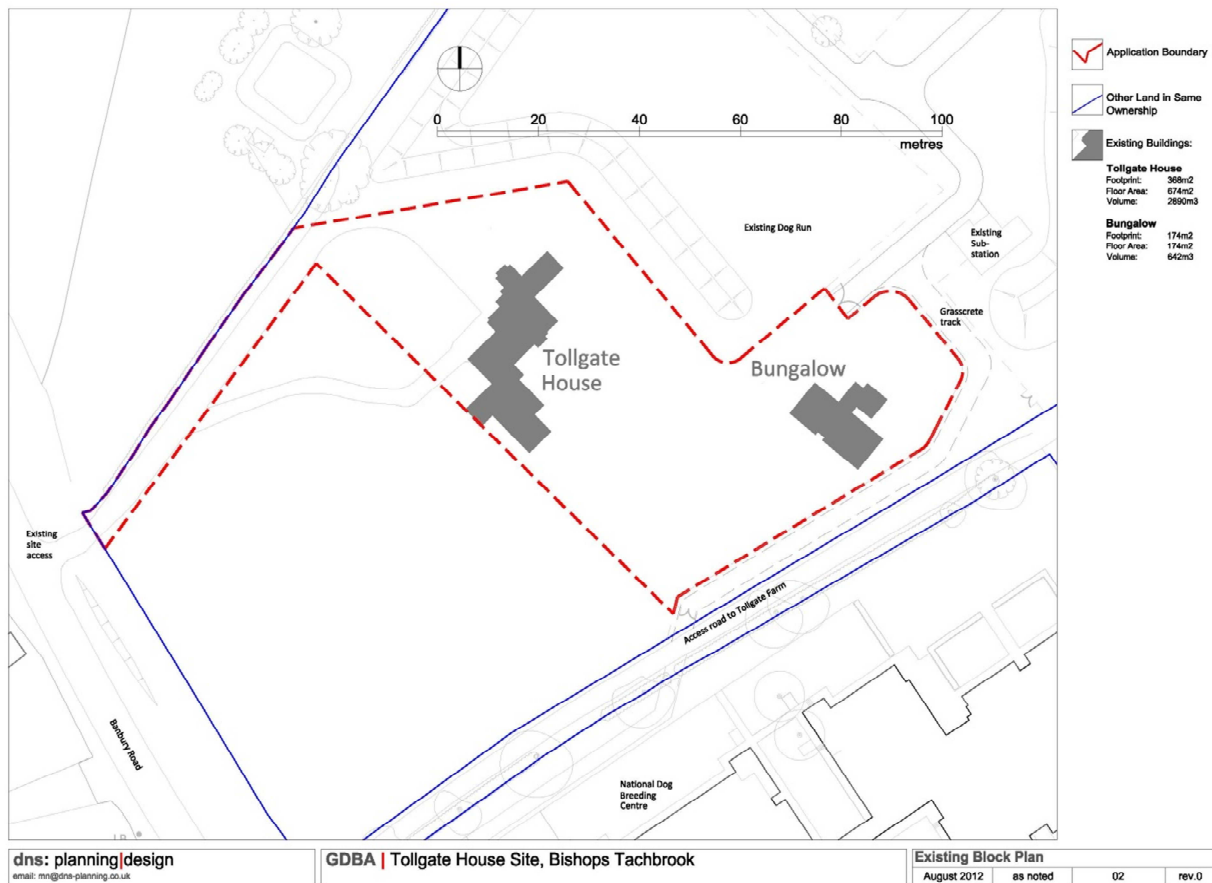 0 20 40 60 80 100
metres
Existing Dog Run
Existing
Sub-
station
Grasscrete
track
Tollgate
House
Bungalow
Existing
site
access
Access road to Tollgate Farm
Banbury Road
National Dog
Breeding
Centre
LB
Application Boundary
Other Land in Same
Ownership
Existing Buildings:
Tollgate House
Footprint: 368m2
Floor Area: 674m2
Volume: 2890m3
Bungalow
Footprint: 174m2
Floor Area: 174m2
Volume: 642m3
dns: planning|design
email: mn@dns-planning.co.uk
GDBA | Tollgate House Site, Bishops Tachbrook
Existing Block Plan
August 2012 as noted 02 rev.0